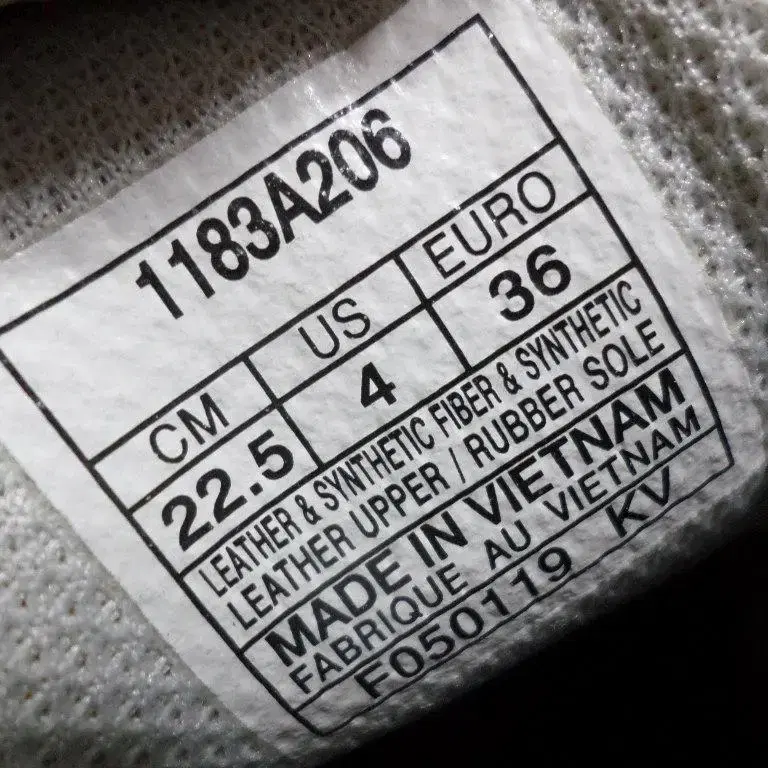 1183A206
CM US EURO
22.5 4 36
LEATHER & SYNTHETIC FIBER & SYNTHETIC
LEATHER UPPER / RUBBER SOLE
MADE IN VIETNAM
FABRIQUE AU VIETNAM
F050119 KV